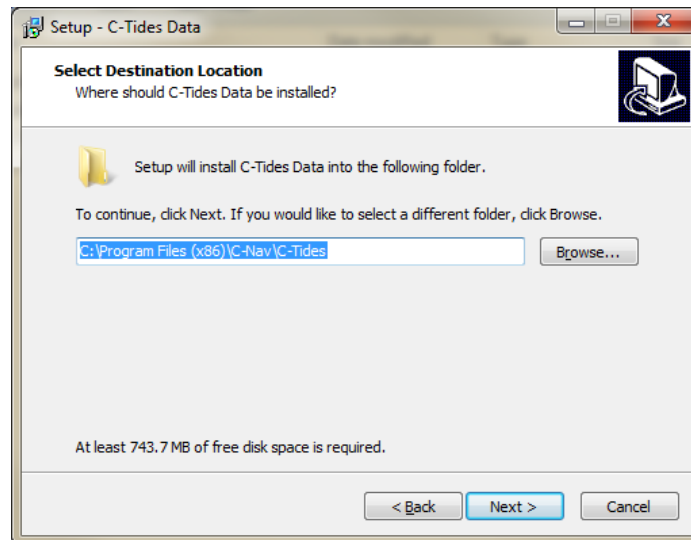 Setup - C-Tides Data
Select Destination Location
Where should C-Tides Data be installed?
Setup will install C-Tides Data into the following folder.
To continue, click Next. If you would like to select a different folder, click Browse.
C:\Program Files (x86)\C-Nav\C-Tides
Browse...
At least 743.7 MB of free disk space is required.
< Back
Next >
Cancel